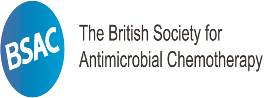 BSAC
The British Society for
Antimicrobial Chemotherapy